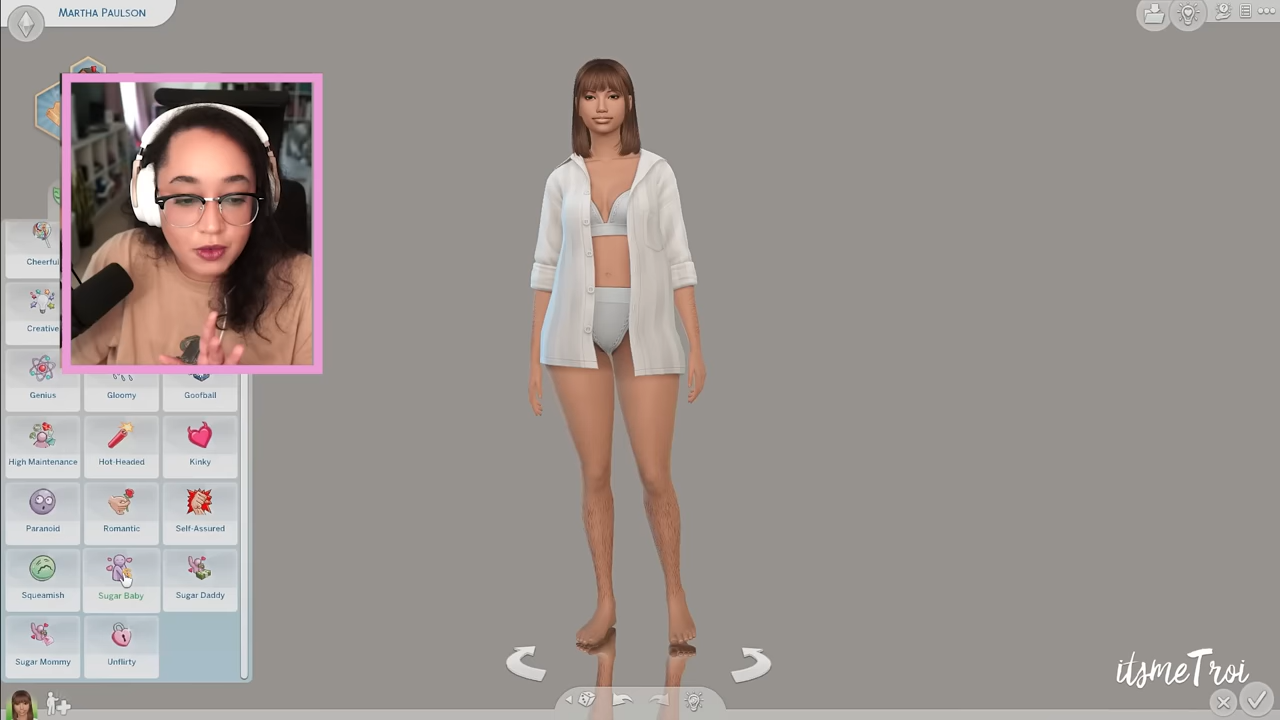 Martha Paulson
Cheerful
Creative
Genius
Gloomy
Goofball
High Maintenance
Hot-Headed
Kinky
Paranoid
Romantic
Self-Assured
Squeamish
Sugar Baby
Sugar Daddy
Sugar Mommy
Unflirty
itsmeTroi